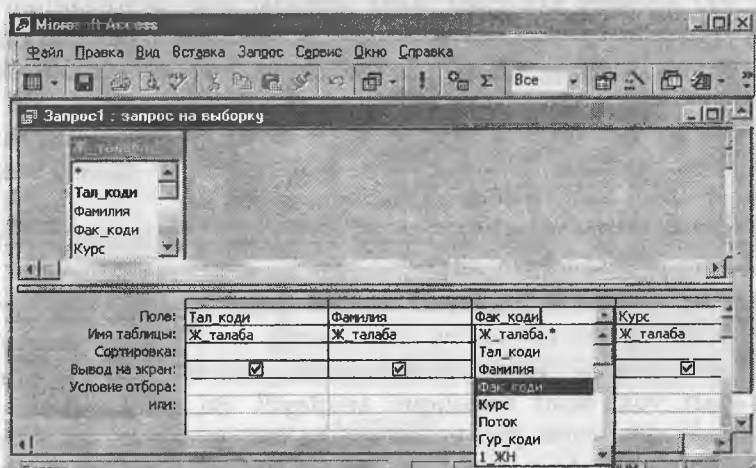 Microsoft Access
Файл Правка Вид Вставка Запрос Сервис Окно Справка
Σ Все
Запрос1 : запрос на выборку
Ж_талаба
*
Тал_коди
Фамилия
Фак_коди
Курс
Поле: Тал_коди Фамилия Фак_коди Курс
Имя таблицы: Ж_талаба Ж_талаба Ж_талаба.* Ж_талаба
Сортировка: Тал_коди
Вывод на экран: Фамилия
Условие отбора: Фак_коди
или: Курс
Поток
Гур_коди
1_ЖН